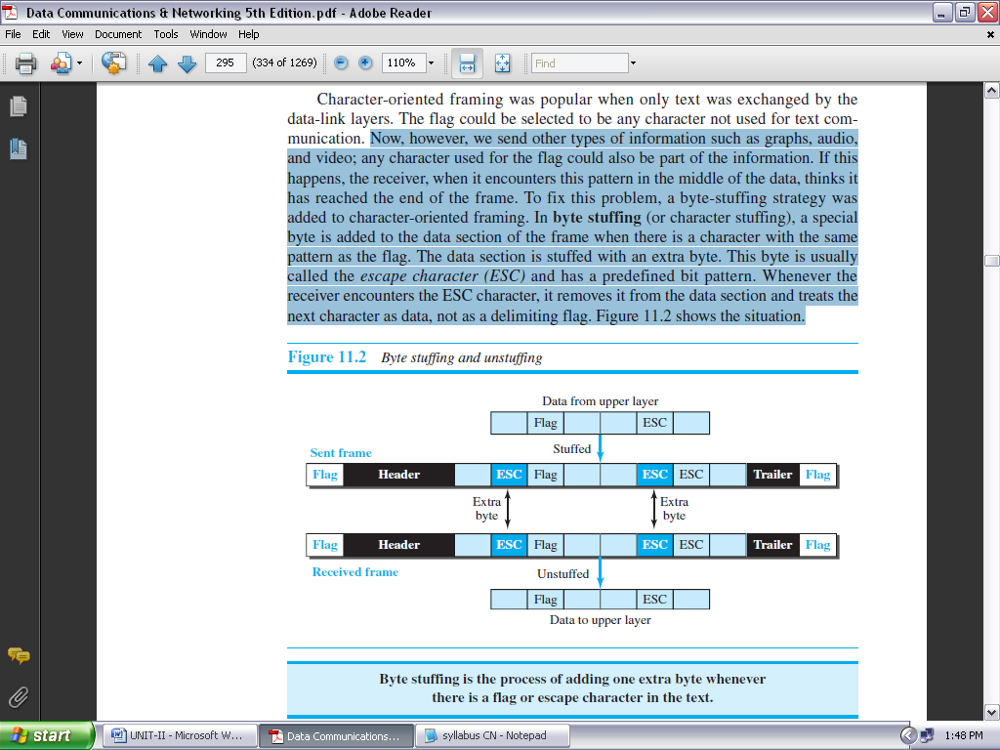 Data Communications & Networking 5th Edition.pdf - Adobe Reader
File Edit View Document Tools Window Help
295 (334 of 1269) 110% Find
Character-oriented framing was popular when only text was exchanged by the
data-link layers. The flag could be selected to be any character not used for text com-
munication. Now, however, we send other types of information such as graphs, audio,
and video; any character used for the flag could also be part of the information. If this
happens, the receiver, when it encounters this pattern in the middle of the data, thinks it
has reached the end of the frame. To fix this problem, a byte-stuffing strategy was
added to character-oriented framing. In byte stuffing (or character stuffing), a special
byte is added to the data section of the frame when there is a character with the same
pattern as the flag. The data section is stuffed with an extra byte. This byte is usually
called the escape character (ESC) and has a predefined bit pattern. Whenever the
receiver encounters the ESC character, it removes it from the data section and treats the
next character as data, not as a delimiting flag. Figure 11.2 shows the situation.
Figure 11.2 Byte stuffing and unstuffing
Data from upper layer
Flag ESC
Stuffed
Sent frame
Flag Header ESC Flag ESC ESC Trailer Flag
Extra
byte
Extra
byte
Flag Header ESC Flag ESC ESC Trailer Flag
Received frame
Unstuffed
Flag ESC
Data to upper layer
Byte stuffing is the process of adding one extra byte whenever
there is a flag or escape character in the text.
start UNIT-II - Microsoft W... Data Communications... syllabus CN - Notepad 1:48 PM